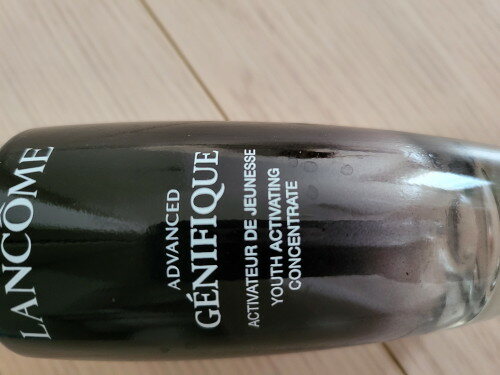 LANCÔME
ADVANCED
GÉNIFIQUE
ACTIVATEUR DE JEUNESSE
YOUTH ACTIVATING
CONCENTRATE